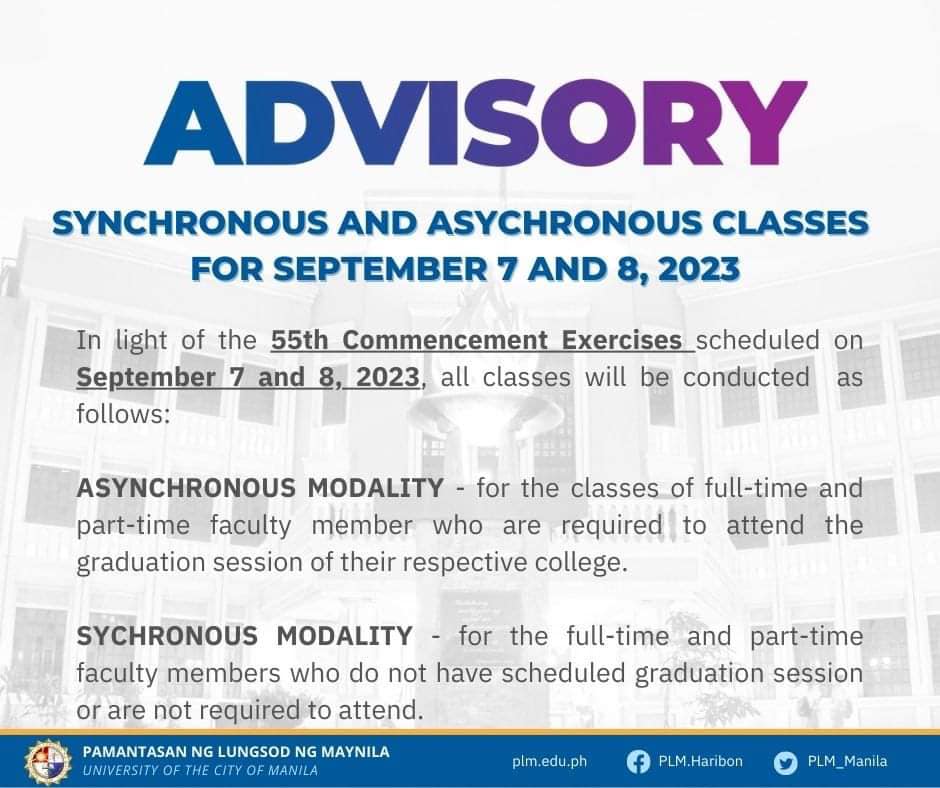 ADVISORY
SYNCHRONOUS AND ASYCHRONOUS CLASSES
FOR SEPTEMBER 7 AND 8, 2023
In light of the 55th Commencement Exercises scheduled on
September 7 and 8, 2023, all classes will be conducted as
follows:
ASYNCHRONOUS MODALITY - for the classes of full-time and
part-time faculty member who are required to attend the
graduation session of their respective college.
SYCHRONOUS MODALITY - for the full-time and part-time
faculty members who do not have scheduled graduation session
or are not required to attend.
PAMANTASAN NG LUNGSOD NG MAYNILA
UNIVERSITY OF THE CITY OF MANILA
plm.edu.ph
PLM.Haribon
PLM_Manila